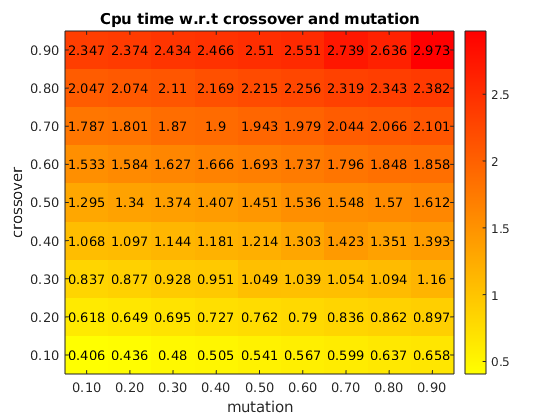 Cpu time w.r.t crossover and mutation
0.90 2.347 2.374 2.434 2.466 2.51 2.551 2.739 2.636 2.973
0.80 2.047 2.074 2.11 2.169 2.215 2.256 2.319 2.343 2.382
0.70 1.787 1.801 1.87 1.9 1.943 1.979 2.044 2.066 2.101
0.60 1.533 1.584 1.627 1.666 1.693 1.737 1.796 1.848 1.858
0.50 1.295 1.34 1.374 1.407 1.451 1.536 1.548 1.57 1.612
0.40 1.068 1.097 1.144 1.181 1.214 1.303 1.423 1.351 1.393
0.30 0.837 0.877 0.928 0.951 1.049 1.039 1.054 1.094 1.16
0.20 0.618 0.649 0.695 0.727 0.762 0.79 0.836 0.862 0.897
0.10 0.406 0.436 0.48 0.505 0.541 0.567 0.599 0.637 0.658
0.10 0.20 0.30 0.40 0.50 0.60 0.70 0.80 0.90
mutation
crossover
2.5
2
1.5
1
0.5